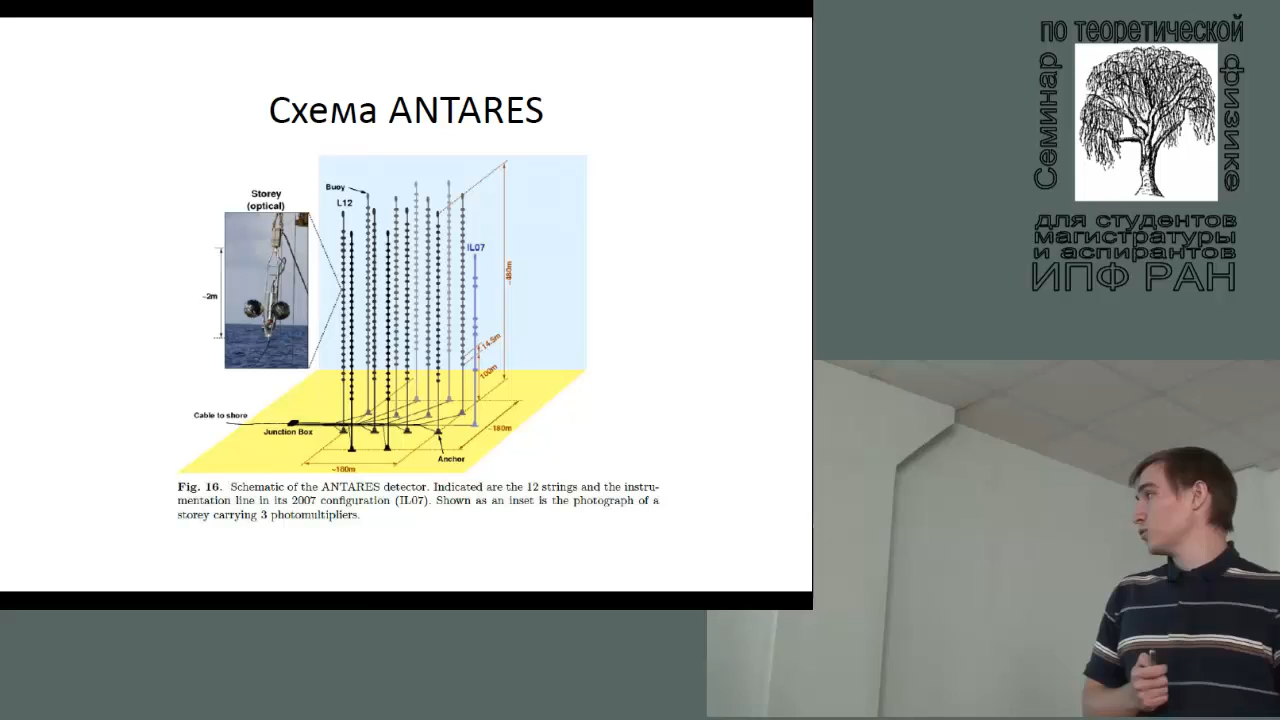 Схема ANTARES
Storey
(optical)
Buoy
L12
IL07
~2m
~480m
~14.5m
100m
~180m
~180m
Cable to shore
Junction Box
Anchor
Fig. 16. Schematic of the ANTARES detector. Indicated are the 12 strings and the instru-
mentation line in its 2007 configuration (IL07). Shown as an inset is the photograph of a
storey carrying 3 photomultipliers.
Семинар
по теоретической
физике
для студентов
магистратуры
и аспирантов
ИПФ РАН